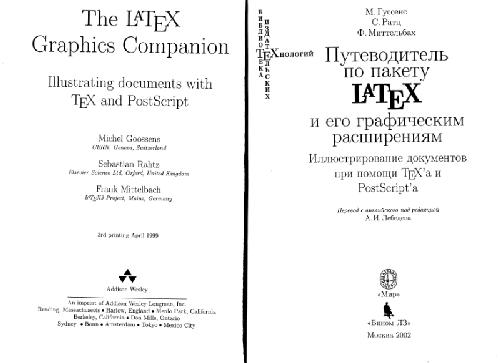 The LATEX
Graphics Companion
Illustrating documents with
TEX and PostScript
Michel Goossens
CERN, Geneva, Switzerland
Sebastian Rahtz
Elsevier Science Ltd, Oxford, United Kingdom
Frank Mittelbach
LATEX3 Project, Mainz, Germany
3rd printing April 1999
Addison Wesley
An imprint of Addison Wesley Longman, Inc.
Reading, Massachusetts • Harlow, England • Menlo Park, California
Berkeley, California • Don Mills, Ontario
Sydney • Bonn • Amsterdam • Tokyo • Mexico City
БИБЛИОТЕКА
ИЗДАТЕЛЬСКИХ
TEXнологий
М. Гуссенс
С. Ратц
Ф. Миттельбах
Путеводитель
по пакету
LATEX
и его графическим
расширениям
Иллюстрирование документов
при помощи TEX'а и
PostScript'а
Перевод с английского под редакцией
А. И. Лебедева
«Мир»
«Бином ЛЗ»
Москва 2002